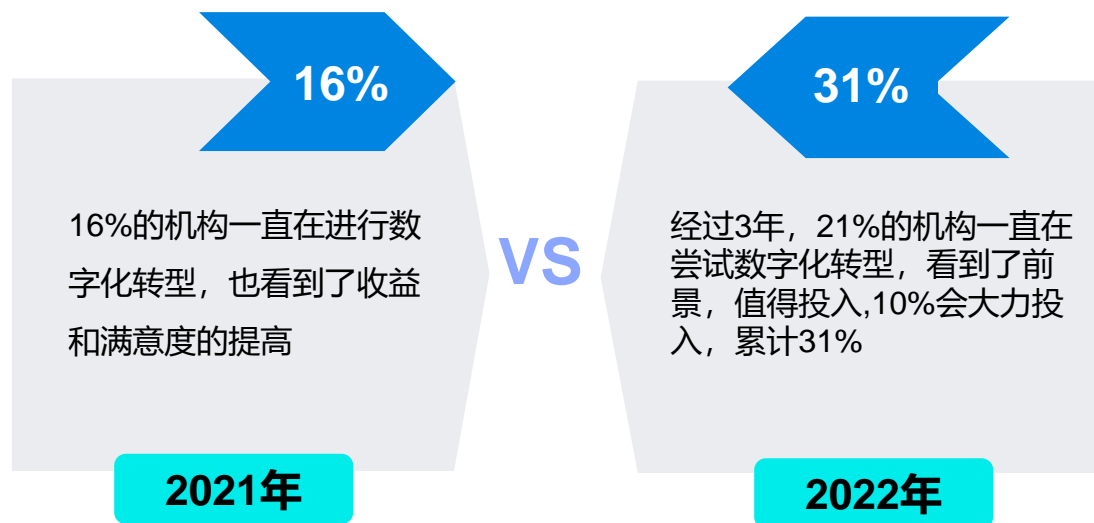 16%
16%的机构一直在进行数
字化转型，也看到了收益
和满意度的提高
2021年
VS
31%
经过3年，21%的机构一直在
尝试数字化转型，看到了前
景，值得投入,10%会大力投
入，累计31%
2022年